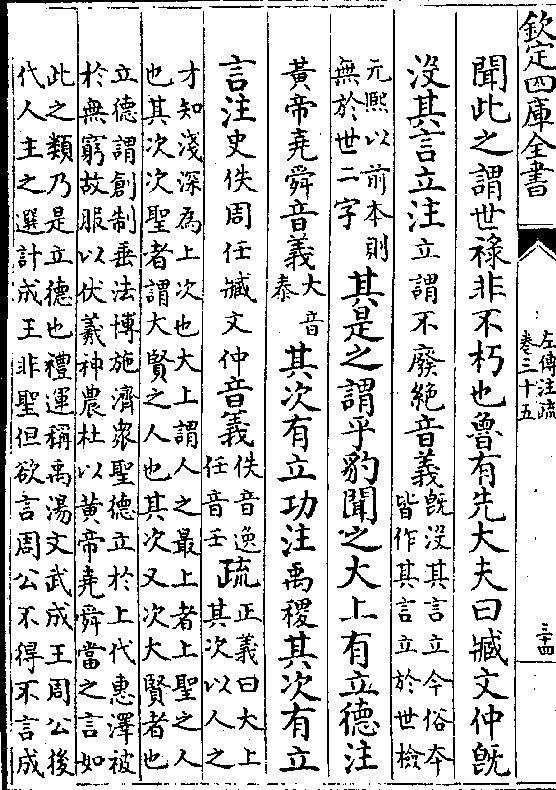 欽定四庫全書
左傳注疏
卷三十五
三十四
聞此之謂世祿非不朽也魯有先大夫曰臧文仲既
沒其言立注立謂不廢絶音義既沒其言立今俗本
皆作其言立於世檢
元熙以前本則
無於世二字
其是之謂乎豹聞之大上有立德注
黃帝堯舜音義大音
泰
其次有立功注禹稷其次有立
言注史佚周任臧文仲音義佚音逸
任音壬
疏正義曰大上
其次以人之
才知淺深為上次也大上謂人之最上者上聖之人
也其次次聖者謂大賢之人也其次又次大賢者也
立德謂創制垂法博施濟衆聖德立於上代惠澤被
於無窮故服以伏羲神農杜以黃帝堯舜當之言如
此之類乃是立德也禮運稱禹湯文武成王周公後
代人主之選計成王非聖但欲言周公不得不言成